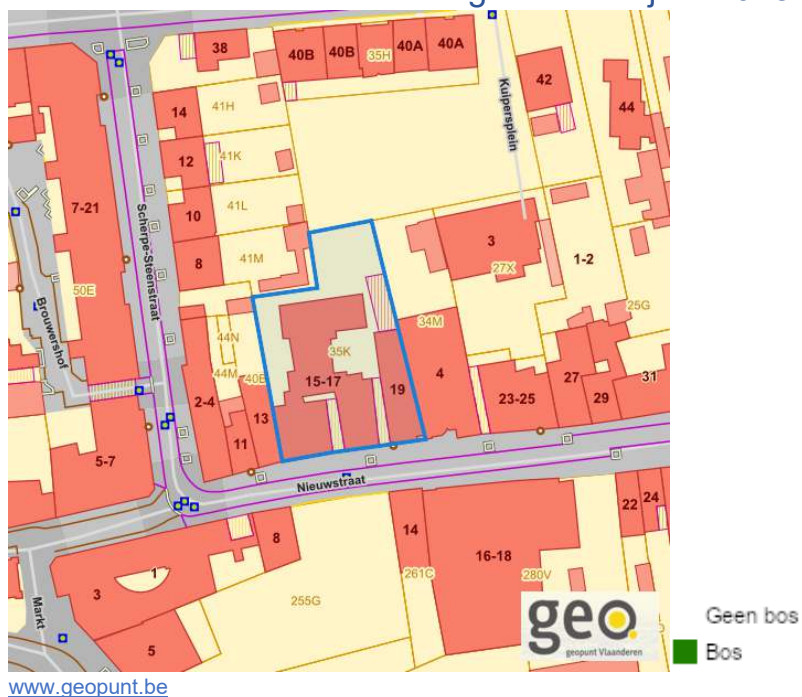 38
40B
40B
35H
40A
40A
Kuipersplein
42
44
14
41H
12
41K
10
41L
8
41M
7-21
Scherpe-Steenstraat
3
27X
1-2
50E
Brouwershof
44N
44M
40B
35K
34M
25G
2-4
15-17
19
4
23-25
27
29
31
13
11
5-7
Nieuwstraat
8
14
16-18
22
24
1
3
261C
280V
255G
Markt
5
geo
geopunt Vlaanderen
Geen bos
Bos
www.geopunt.be